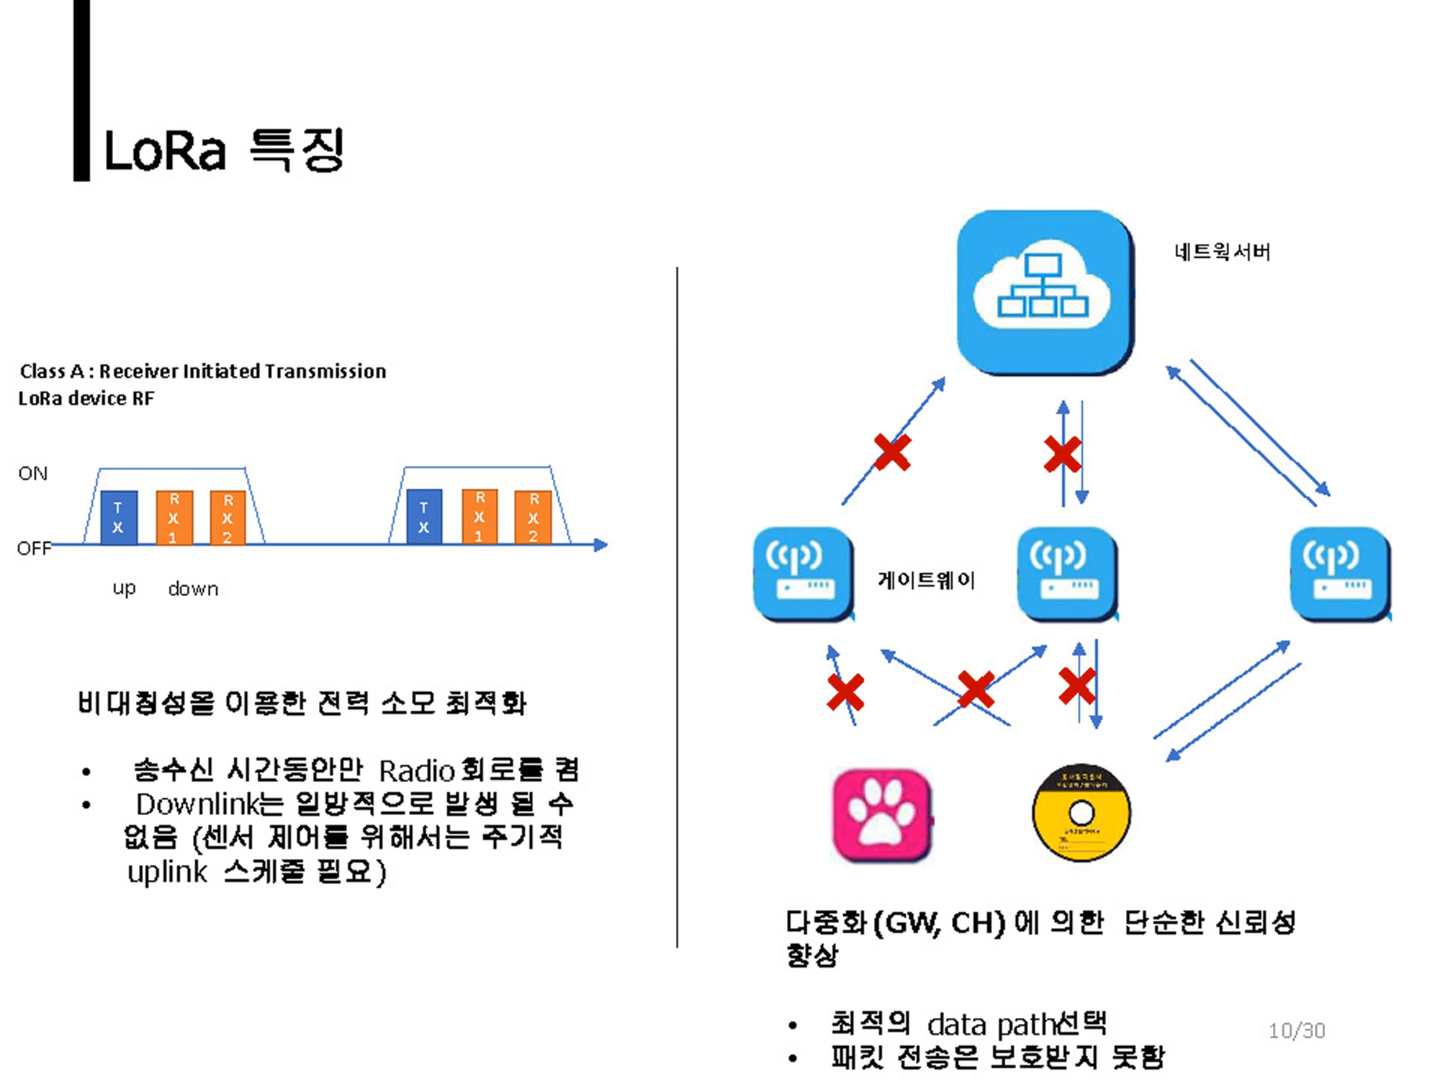 LoRa 특징
Class A : Receiver Initiated Transmission
LoRa device RF
ON
TX
RX1
RX2
TX
RX1
RX2
OFF
up
down
비대칭성을 이용한 전력 소모 최적화
• 송수신 시간동안만 Radio 회로를 켬
• Downlink는 일방적으로 발생 될 수
없음 (센서 제어를 위해서는 주기적
uplink 스케줄 필요)
네트웍서버
게이트웨이
다중화 (GW, CH) 에 의한 단순한 신뢰성
향상
• 최적의 data path선택
• 패킷 전송은 보호받지 못함
10/30